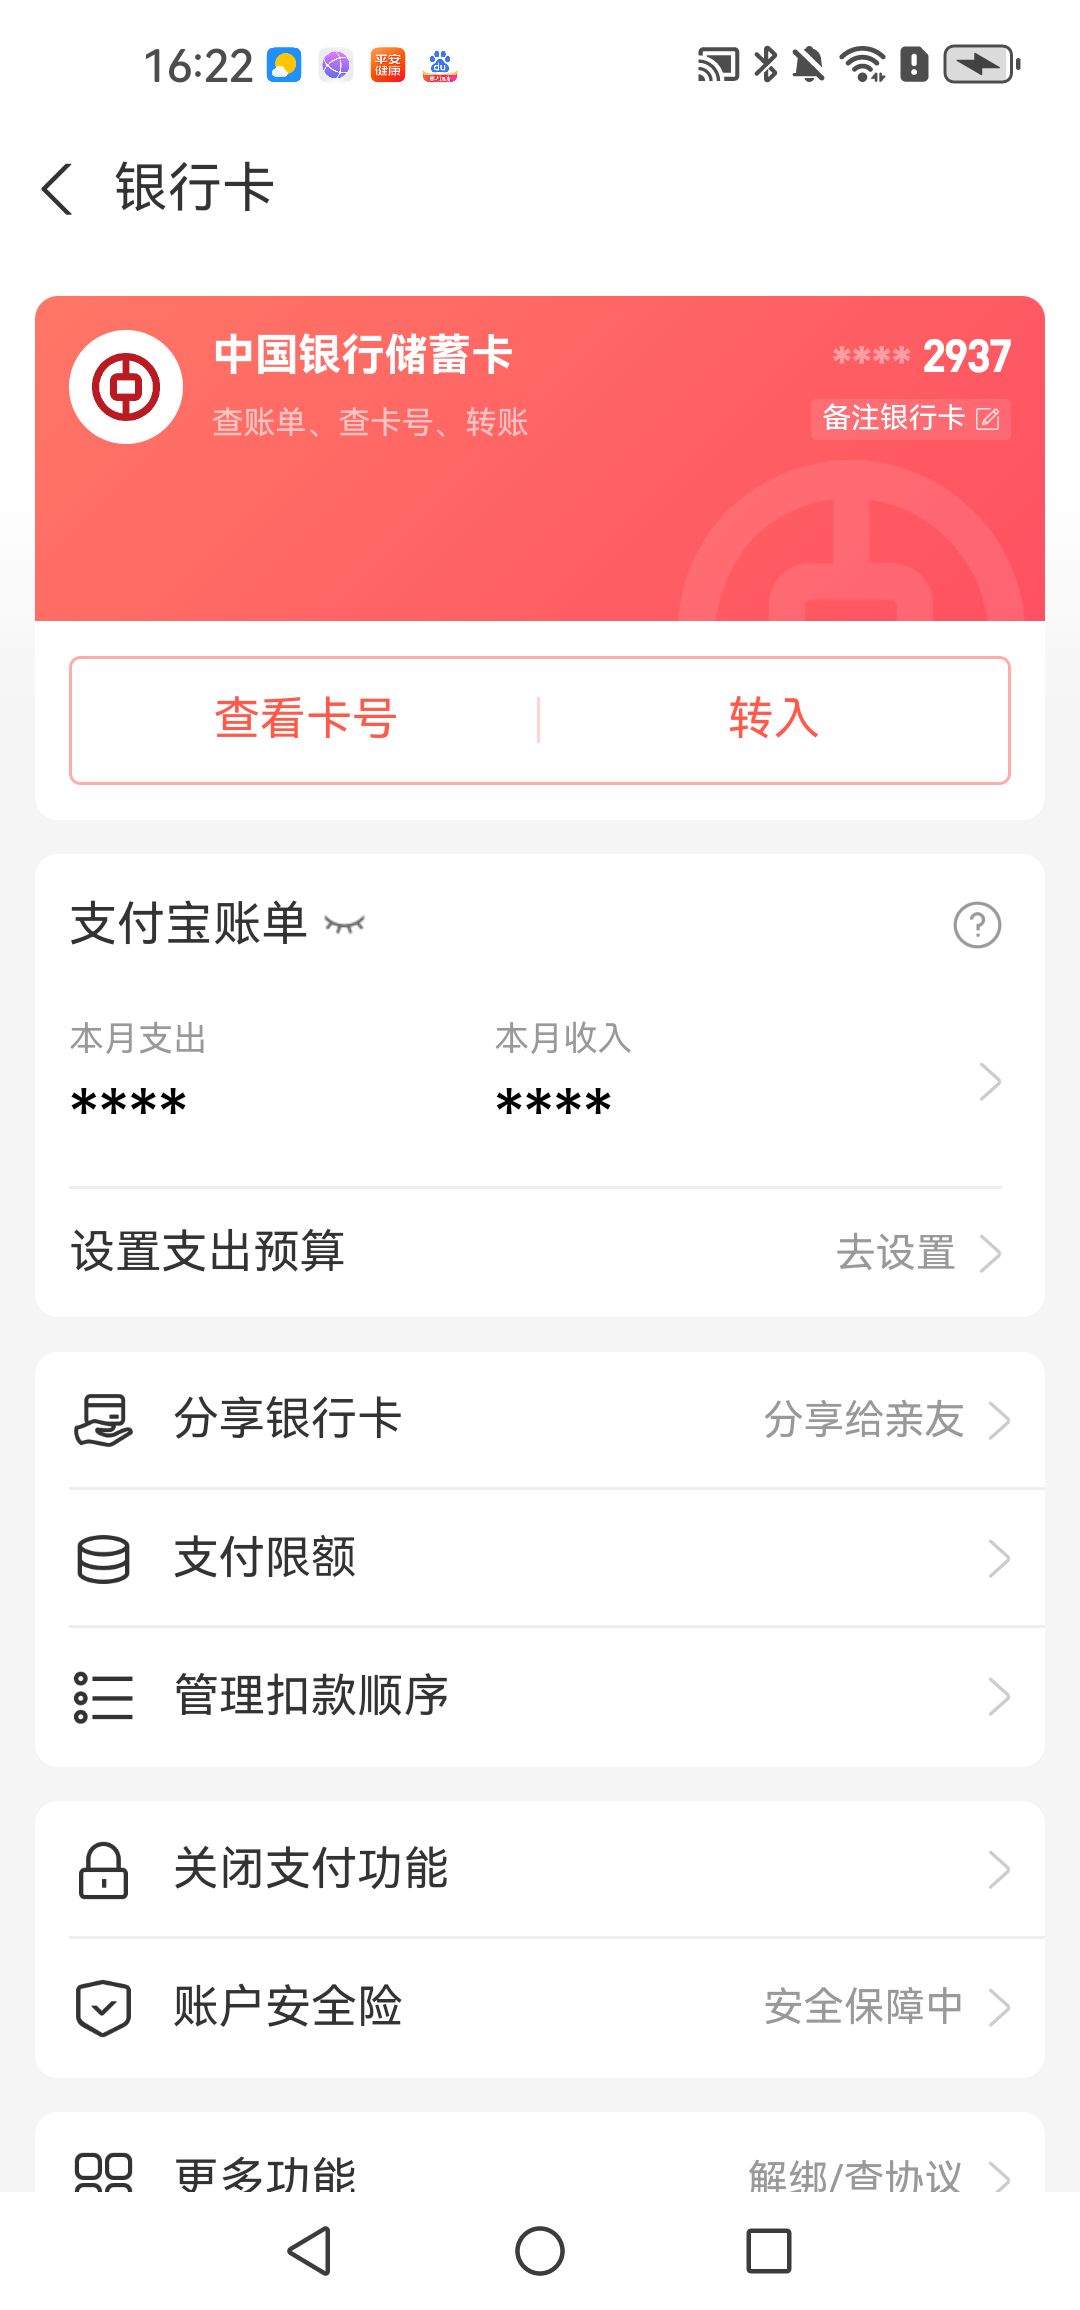 16:22
平安
健康
du
银行卡
中国银行储蓄卡
**** 2937
查账单、查卡号、转账
备注银行卡
查看卡号
转入
支付宝账单
?
本月支出
本月收入
****
****
设置支出预算
去设置
分享银行卡
分享给亲友
支付限额
管理扣款顺序
关闭支付功能
账户安全险
安全保障中
更多功能
解绑/查协议